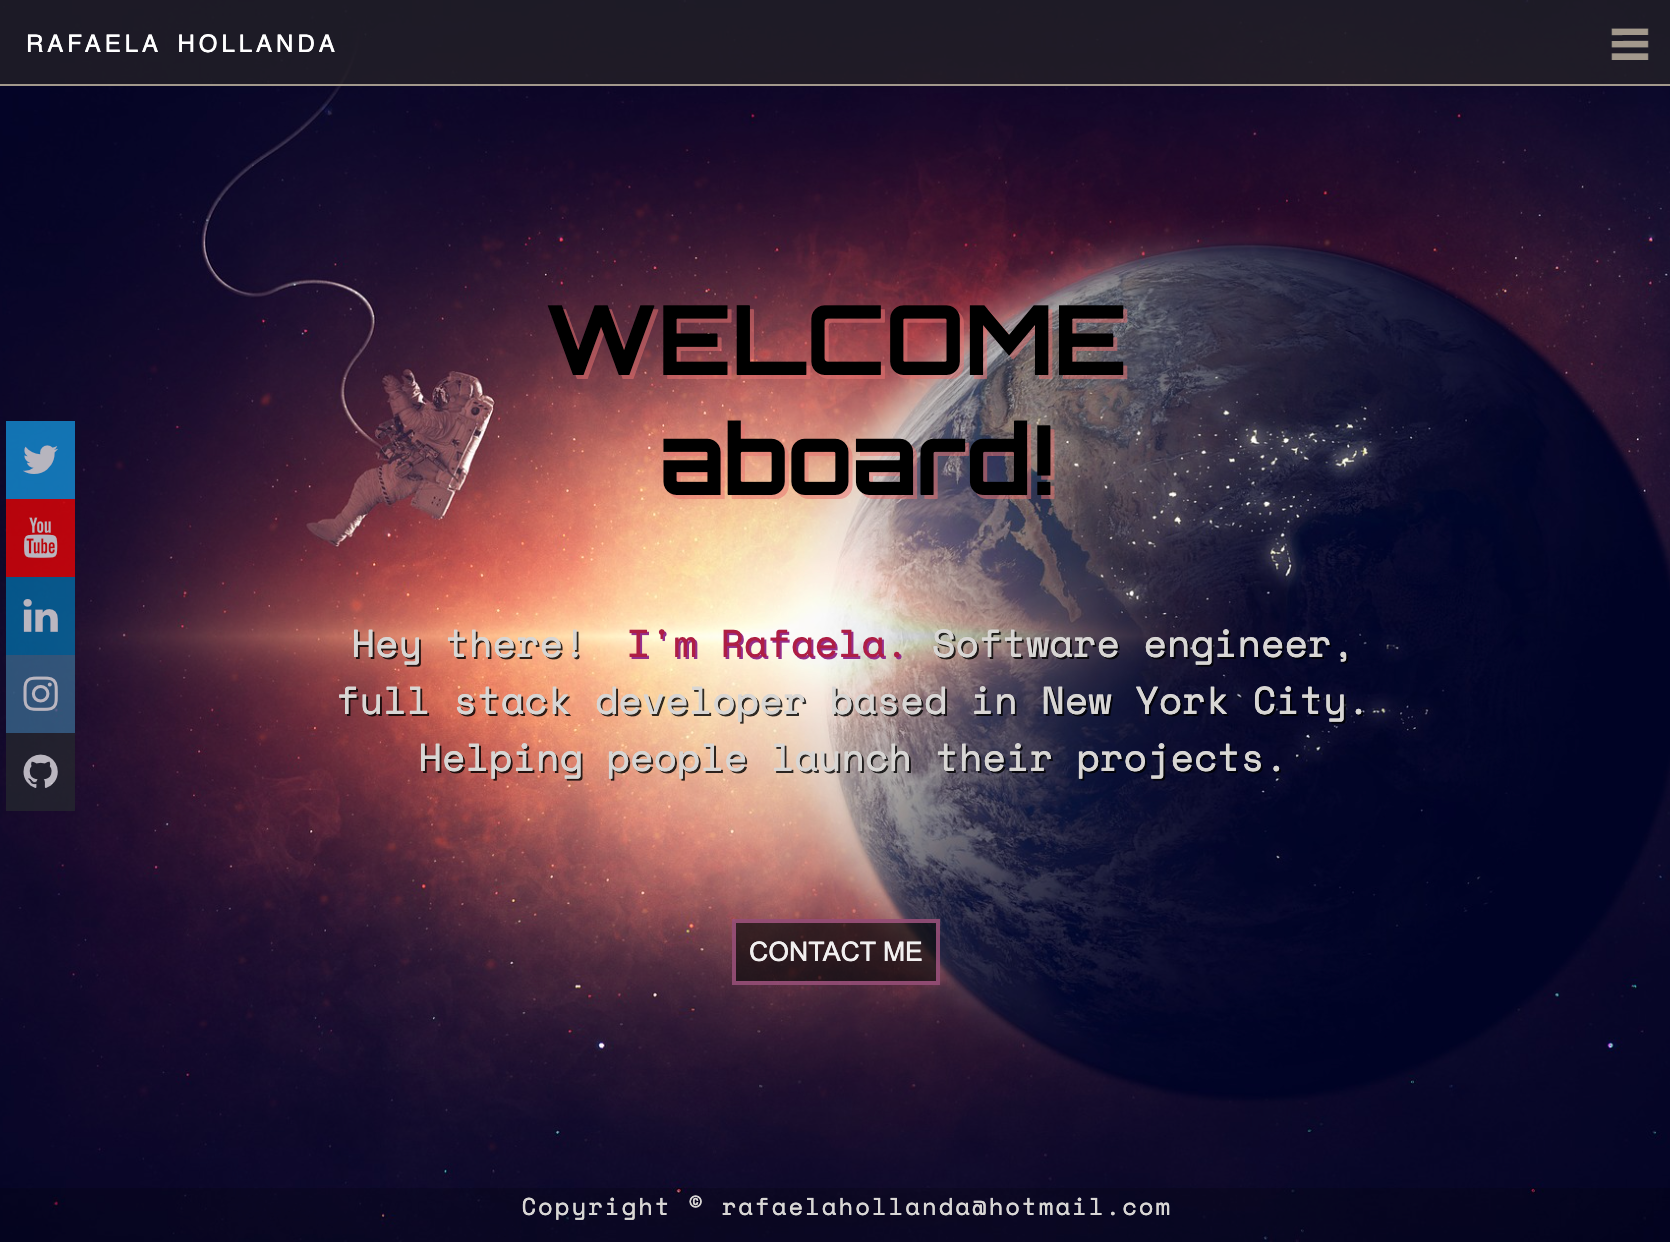 RAFAELA HOLLANDA
WELCOME
aboard!
You
Tube
in
Hey there! I'm Rafaela. Software engineer,
full stack developer based in New York City.
Helping people launch their projects.
CONTACT ME
Copyright © rafaelahollanda@hotmail.com